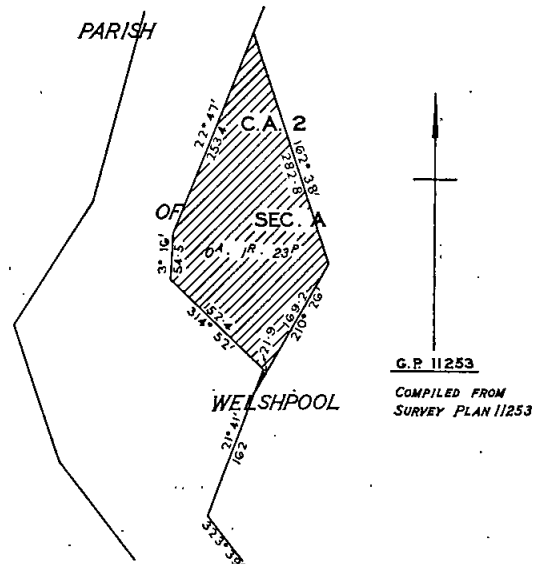 PARISH
22° 47'
253.4
C.A. 2
162° 38'
282.8
OF
SEC. A
0A. 1R. 23P
3° 16'
54.5
152.4
314° 52'
21.9
169.2
210° 26'
G.P. 11253
COMPILED FROM
SURVEY PLAN 11253
WELSHPOOL
21° 41'
162
323° 39'